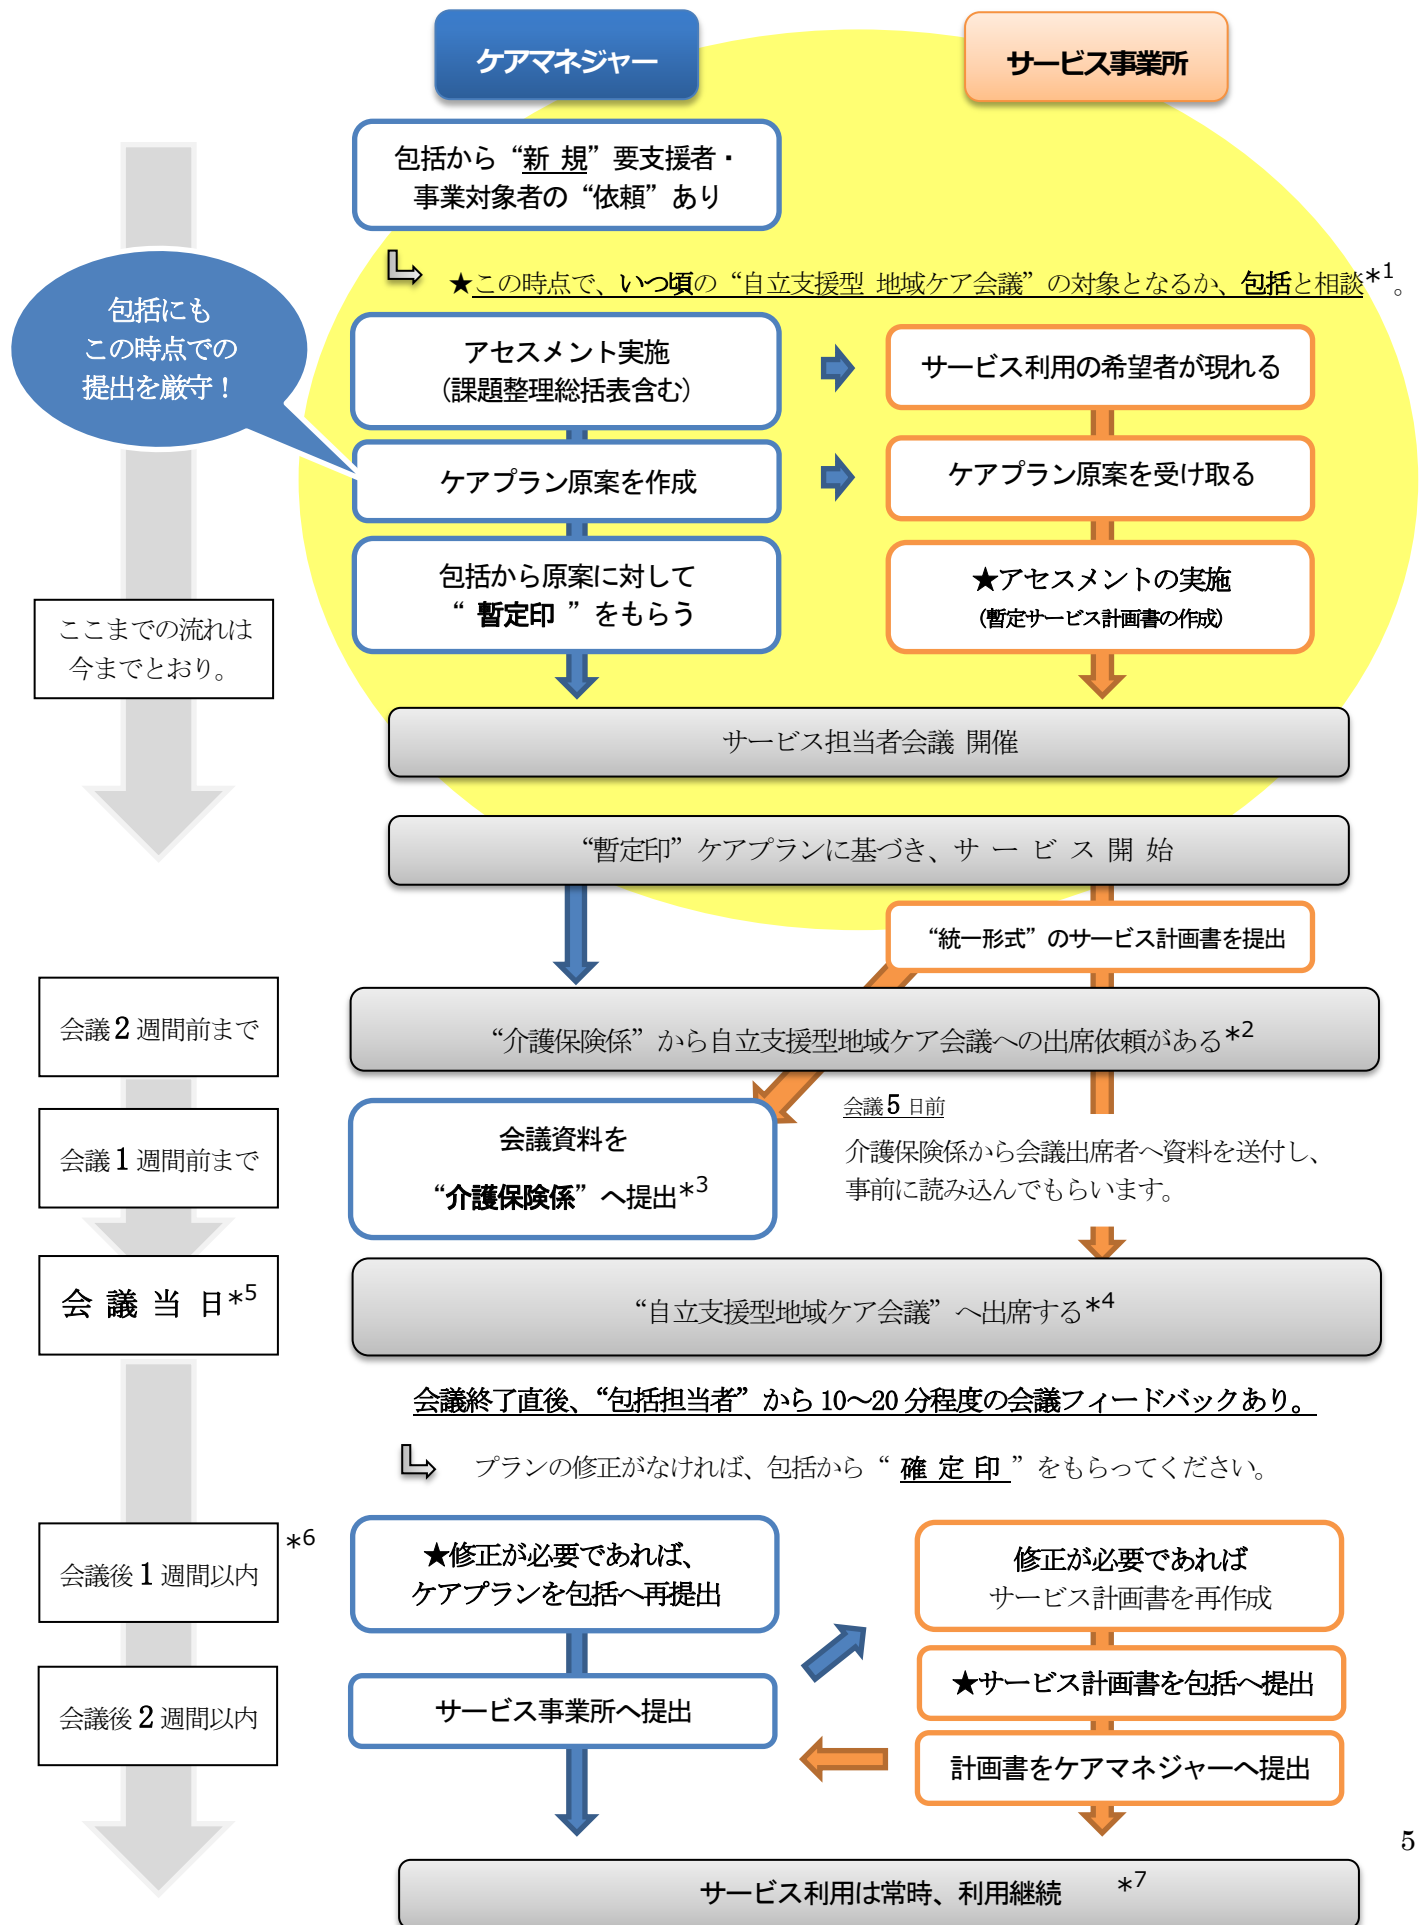 ケアマネジャー
サービス事業所
包括から“新 規”要支援者・
事業対象者の“依頼”あり
★この時点で、いつ頃の“自立支援型 地域ケア会議”の対象となるか、包括と相談*1。
包括にも
この時点での
提出を厳守！
アセスメント実施
（課題整理総括表含む）
サービス利用の希望者が現れる
ケアプラン原案を作成
ケアプラン原案を受け取る
包括から原案に対して
“ 暫定印 ”をもらう
★アセスメントの実施
（暫定サービス計画書の作成）
ここまでの流れは
今までとおり。
サービス担当者会議 開催
“暫定印”ケアプランに基づき、サ ー ビ ス 開 始
“統一形式”のサービス計画書を提出
会議2週間前まで
“介護保険係”から自立支援型地域ケア会議への出席依頼がある*2
会議1週間前まで
会議資料を
“介護保険係”へ提出*3
会議5日前
介護保険係から会議出席者へ資料を送付し、
事前に読み込んでもらいます。
会 議 当 日*5
“自立支援型地域ケア会議”へ出席する*4
会議終了直後、“包括担当者”から10～20分程度の会議フィードバックあり。
プランの修正がなければ、包括から“ 確 定 印 ”をもらってください。
会議後1週間以内
*6
★修正が必要であれば、
ケアプランを包括へ再提出
修正が必要であれば
サービス計画書を再作成
★サービス計画書を包括へ提出
会議後2週間以内
サービス事業所へ提出
計画書をケアマネジャーへ提出
サービス利用は常時、利用継続 *7
5